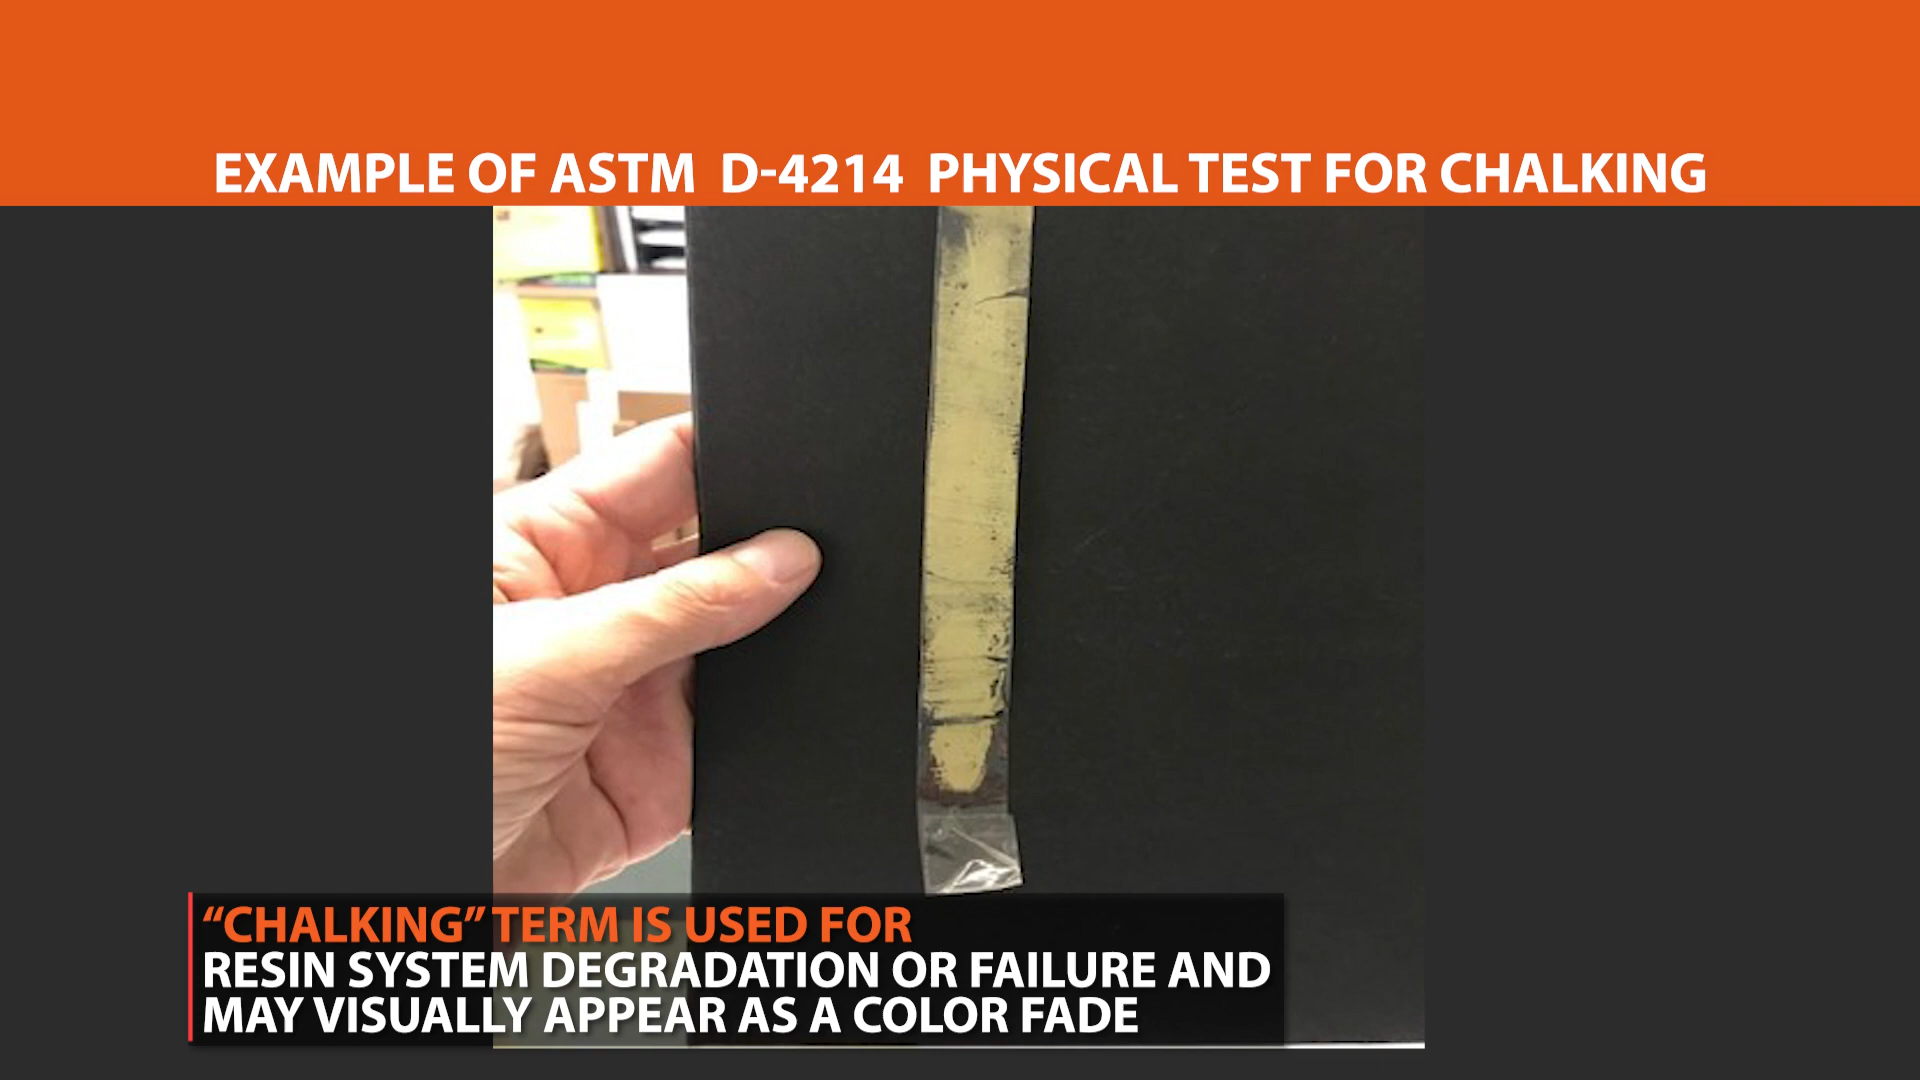 EXAMPLE OF ASTM D-4214 PHYSICAL TEST FOR CHALKING
“CHALKING” TERM IS USED FOR
RESIN SYSTEM DEGRADATION OR FAILURE AND
MAY VISUALLY APPEAR AS A COLOR FADE